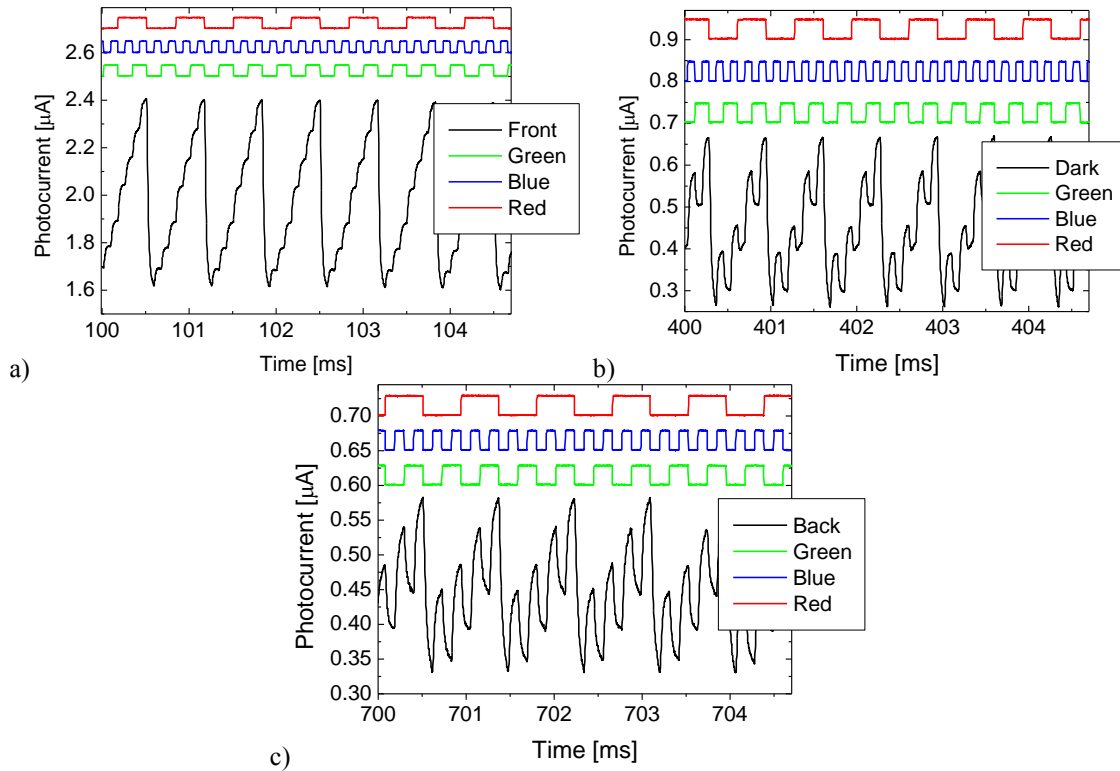 2.6
2.4
2.2
2.0
1.8
1.6
Photocurrent [µA]
100 101 102 103 104
Time [ms]
Front
Green
Blue
Red
a)
0.9
0.8
0.7
0.6
0.5
0.4
0.3
Photocurrent [µA]
400 401 402 403 404
Time [ms]
Dark
Green
Blue
Red
b)
0.70
0.65
0.60
0.55
0.50
0.45
0.40
0.35
0.30
Photocurrent [µA]
700 701 702 703 704
Time [ms]
Back
Green
Blue
Red
c)